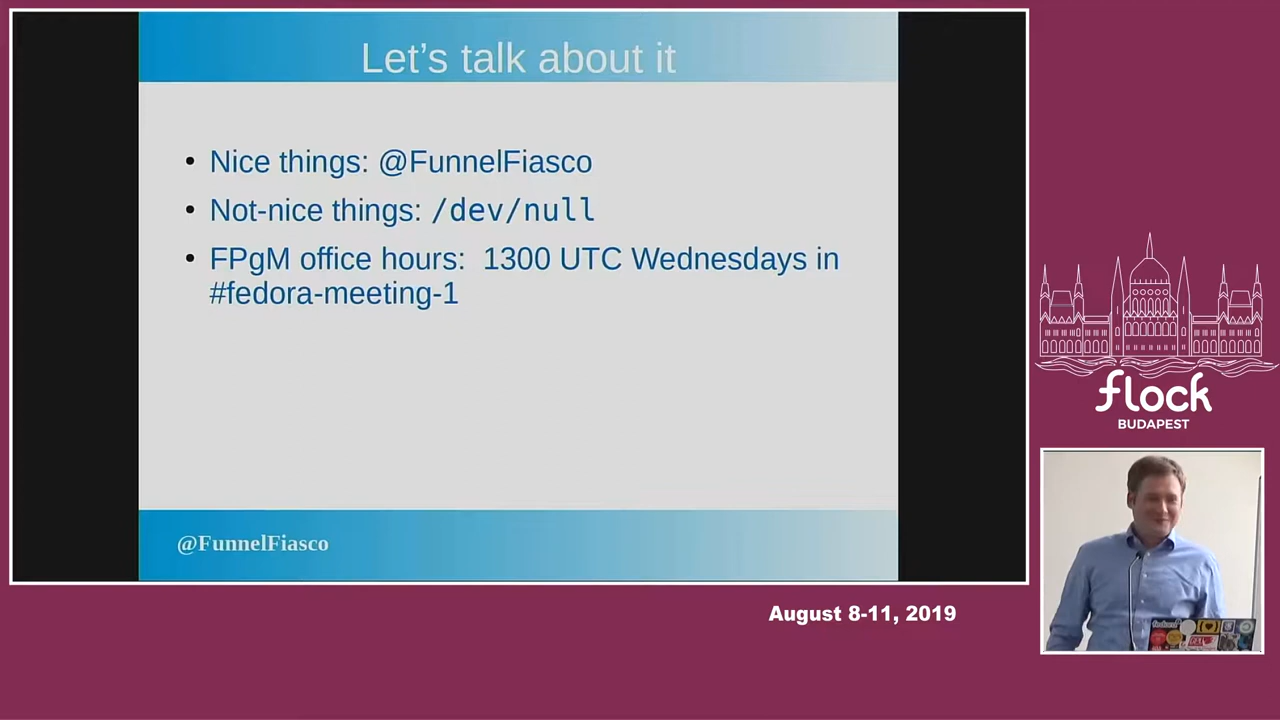 Let's talk about it
• Nice things: @FunnelFiasco
• Not-nice things: /dev/null
• FPgM office hours:  1300 UTC Wednesdays in
#fedora-meeting-1
@FunnelFiasco
flock
BUDAPEST
August 8-11, 2019